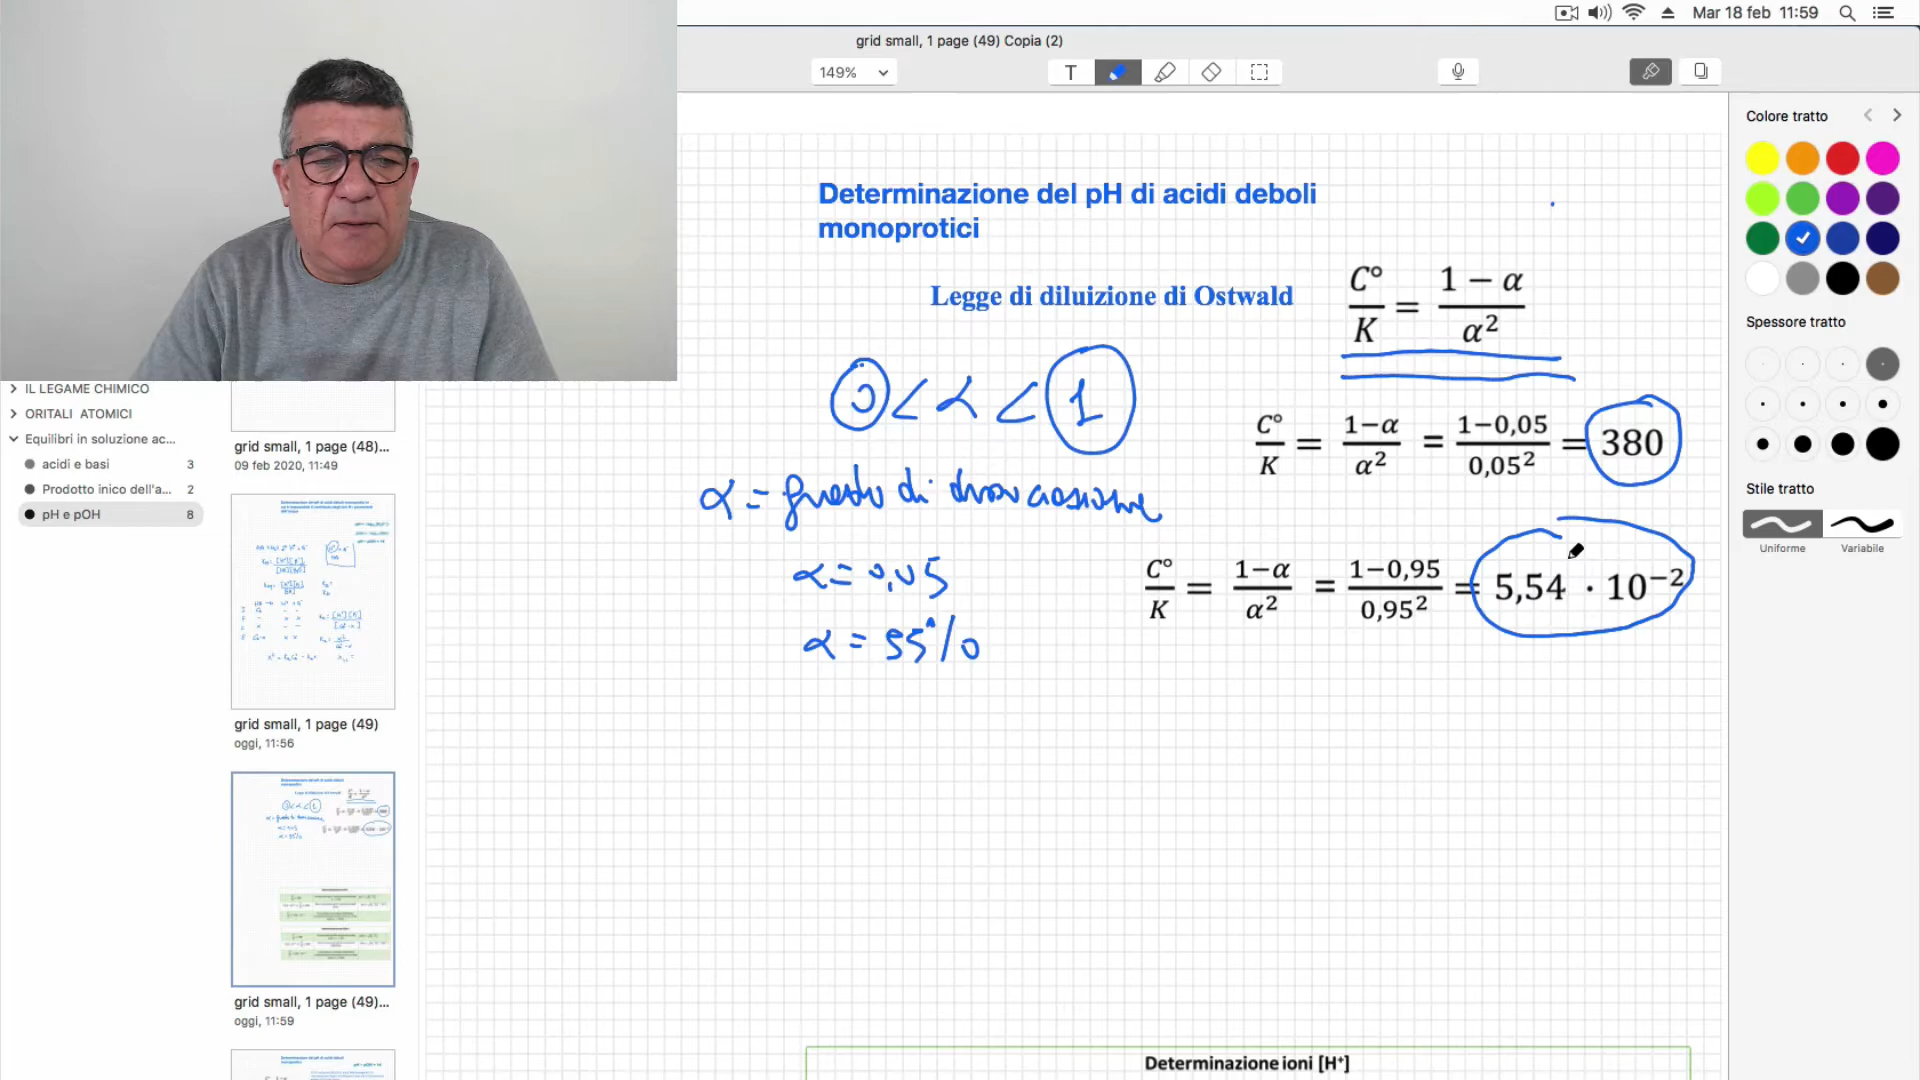 Mar 18 feb 11:59
grid small, 1 page (49) Copia (2)
149%
T
Colore tratto
Spessore tratto
Stile tratto
Uniforme
Variabile
IL LEGAME CHIMICO
ORITALI ATOMICI
Equilibri in soluzione ac...
acidi e basi 3
Prodotto inico dell'a... 2
pH e pOH 8
grid small, 1 page (48)...
09 feb 2020, 11:49
grid small, 1 page (49)
oggi, 11:56
grid small, 1 page (49)...
oggi, 11:59
Determinazione del pH di acidi deboli
monoprotici
Legge di diluizione di Ostwald
C°/K = 1 − α/α²
0 < α < 1
C°/K = 1−α/α² = 1−0,05/0,05² = 380
α = grado di dissociazione
α = 0,05
C°/K = 1−α/α² = 1−0,95/0,95² = 5,54 · 10⁻²
α = 95%
Determinazione ioni [H⁺]